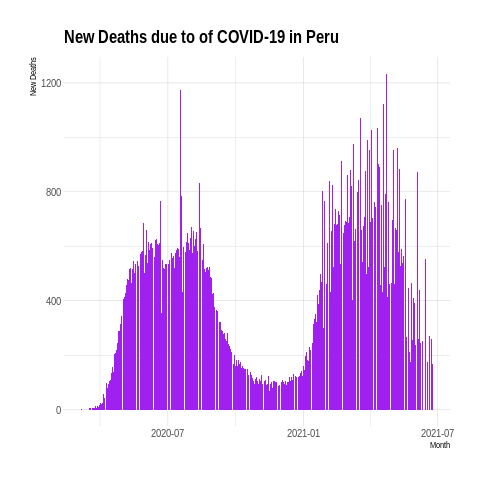 New Deaths due to of COVID-19 in Peru
New Deaths
1200
800
400
0
2020-07
2021-01
2021-07
Month